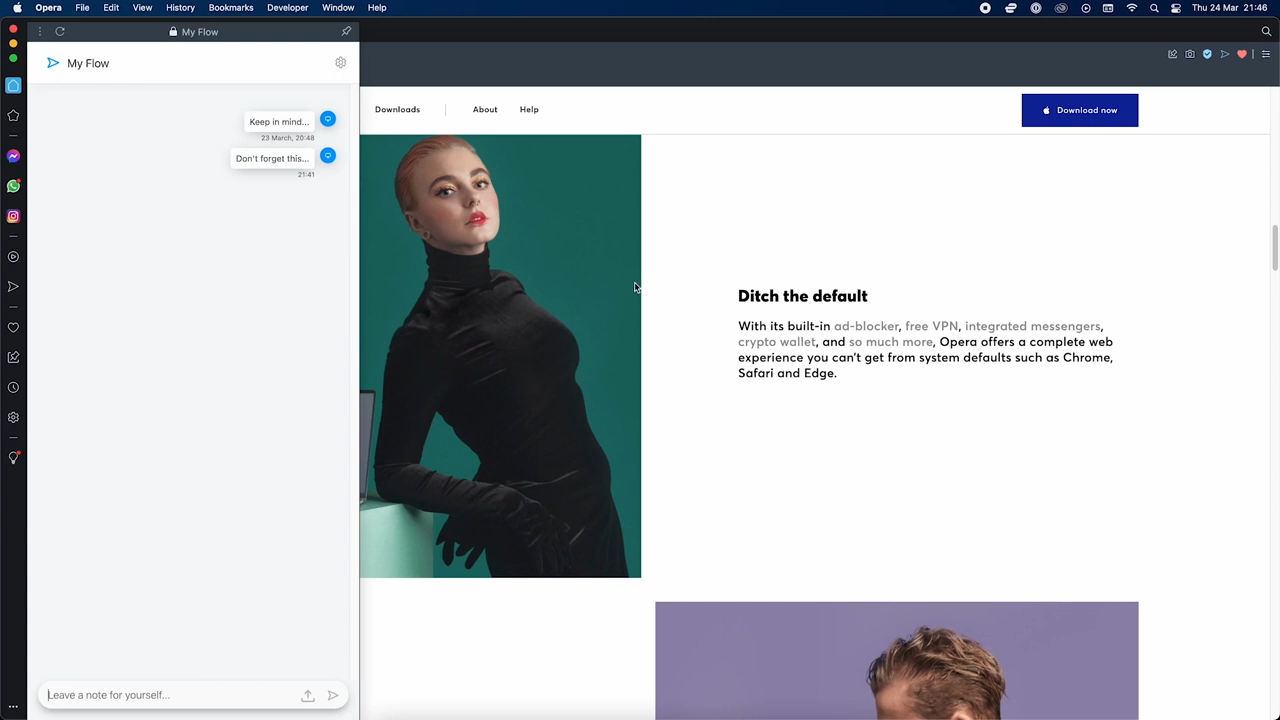 Opera File Edit View History Bookmarks Developer Window Help
Thu 24 Mar 21:46
My Flow
My Flow
Keep in mind...
23 March, 20:48
Don't forget this...
21:41
Leave a note for yourself...
Downloads About Help
Download now
Ditch the default
With its built-in ad-blocker, free VPN, integrated messengers,
crypto wallet, and so much more, Opera offers a complete web
experience you can't get from system defaults such as Chrome,
Safari and Edge.